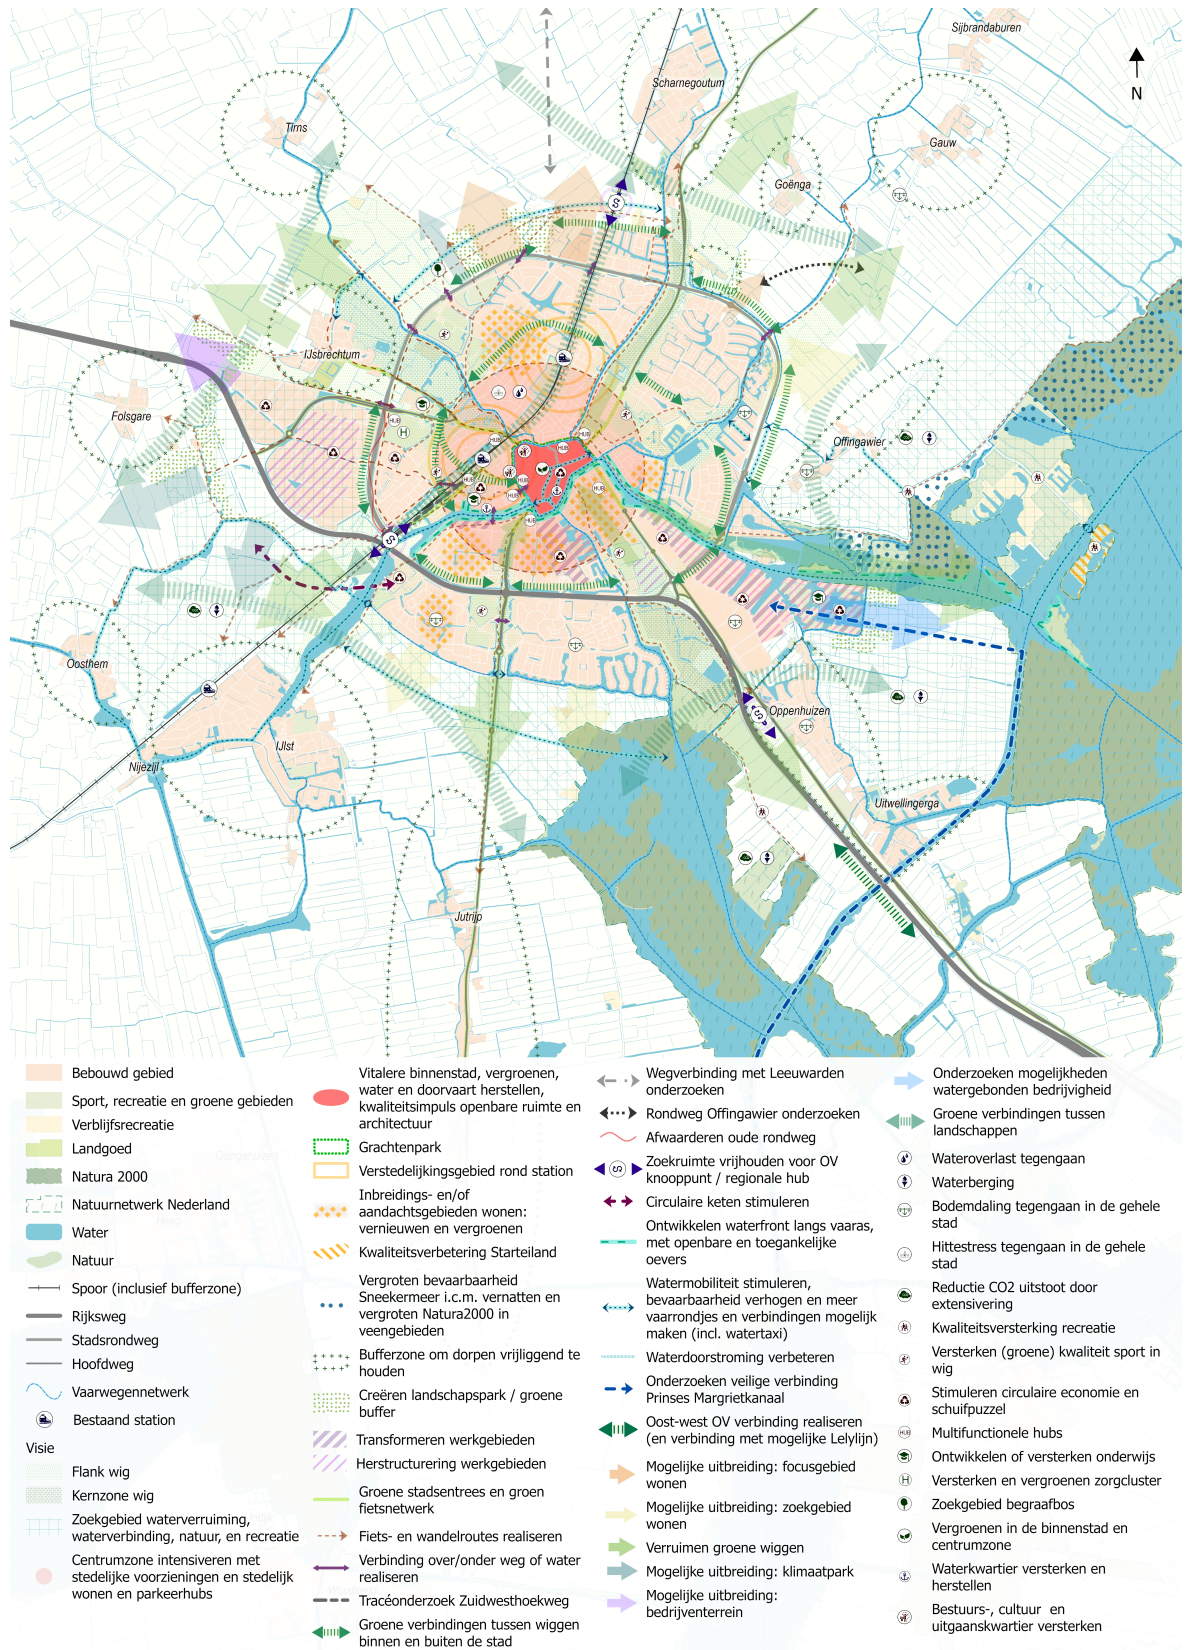 Sijbrandaburen
Scharnegoutum
N
Tirns
Gauw
Goënga
IJsbrechtum
Folsgare
HUB
HUB
HUB
H
HUB
Offingawier
HUB
HUB
HUB
HUB
HUB
Oosthem
Oppenhuizen
IJlst
Nijezijl
Uitwellingerga
Jutrijp
Bebouwd gebied
Sport, recreatie en groene gebieden
Verblijfsrecreatie
Landgoed
Natura 2000
Natuurnetwerk Nederland
Water
Natuur
Spoor (inclusief bufferzone)
Rijksweg
Stadsrondweg
Hoofdweg
Vaarwegennetwerk
Bestaand station
Visie
Flank wig
Kernzone wig
Zoekgebied waterverruiming,
waterverbinding, natuur, en recreatie
Centrumzone intensiveren met
stedelijke voorzieningen en stedelijk
wonen en parkeerhubs
Vitalere binnenstad, vergroenen,
water en doorvaart herstellen,
kwaliteitsimpuls openbare ruimte en
architectuur
Grachtenpark
Verstedelijkingsgebied rond station
Inbreidings- en/of
aandachtsgebieden wonen:
vernieuwen en vergroenen
Kwaliteitsverbetering Starteiland
Vergroten bevaarbaarheid
Sneekermeer i.c.m. vernatten en
vergroten Natura2000 in
veengebieden
Bufferzone om dorpen vrijliggend te
houden
Creëren landschapspark / groene
buffer
Transformeren werkgebieden
Herstructurering werkgebieden
Groene stadsentrees en groen
fietsnetwerk
Fiets- en wandelroutes realiseren
Verbinding over/onder weg of water
realiseren
Tracéonderzoek Zuidwesthoekweg
Groene verbindingen tussen wiggen
binnen en buiten de stad
Wegverbinding met Leeuwarden
onderzoeken
Rondweg Offingawier onderzoeken
Afwaarderen oude rondweg
Zoekruimte vrijhouden voor OV
knooppunt / regionale hub
Circulaire keten stimuleren
Ontwikkelen waterfront langs vaaras,
met openbare en toegankelijke
oevers
Watermobiliteit stimuleren,
bevaarbaarheid verhogen en meer
vaarrondjes en verbindingen mogelijk
maken (incl. watertaxi)
Waterdoorstroming verbeteren
Onderzoeken veilige verbinding
Prinses Margrietkanaal
Oost-west OV verbinding realiseren
(en verbinding met mogelijke Lelylijn)
Mogelijke uitbreiding: focusgebied
wonen
Mogelijke uitbreiding: zoekgebied
wonen
Verruimen groene wiggen
Mogelijke uitbreiding: klimaatpark
Mogelijke uitbreiding:
bedrijventerrein
Onderzoeken mogelijkheden
watergebonden bedrijvigheid
Groene verbindingen tussen
landschappen
Wateroverlast tegengaan
Waterberging
Bodemdaling tegengaan in de gehele
stad
Hittestress tegengaan in de gehele
stad
Reductie CO2 uitstoot door
extensivering
Kwaliteitsversterking recreatie
Versterken (groene) kwaliteit sport in
wig
Stimuleren circulaire economie en
schuifpuzzel
HUB Multifunctionele hubs
Ontwikkelen of versterken onderwijs
H Versterken en vergroenen zorgcluster
Zoekgebied begraafbos
Vergroenen in de binnenstad en
centrumzone
Waterkwartier versterken en
herstellen
Bestuurs-, cultuur en
uitgaanskwartier versterken